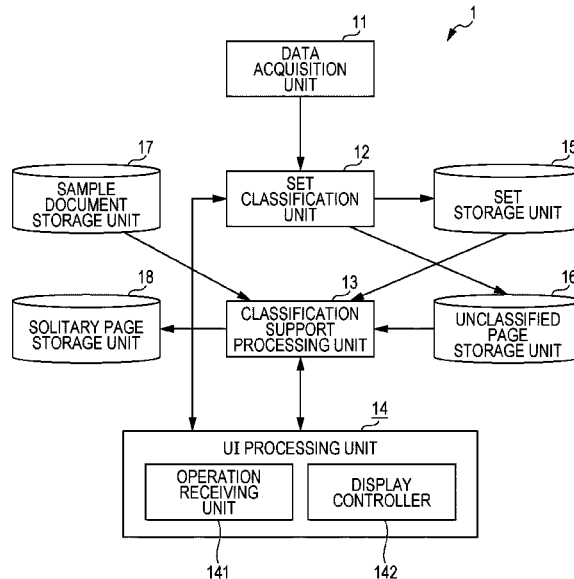 1
11
DATA
ACQUISITION
UNIT
17
SAMPLE
DOCUMENT
STORAGE UNIT
12
SET
CLASSIFICATION
UNIT
15
SET
STORAGE UNIT
18
SOLITARY PAGE
STORAGE UNIT
13
CLASSIFICATION
SUPPORT
PROCESSING UNIT
16
UNCLASSIFIED
PAGE
STORAGE UNIT
14
UI PROCESSING UNIT
OPERATION
RECEIVING
UNIT
DISPLAY
CONTROLLER
141
142